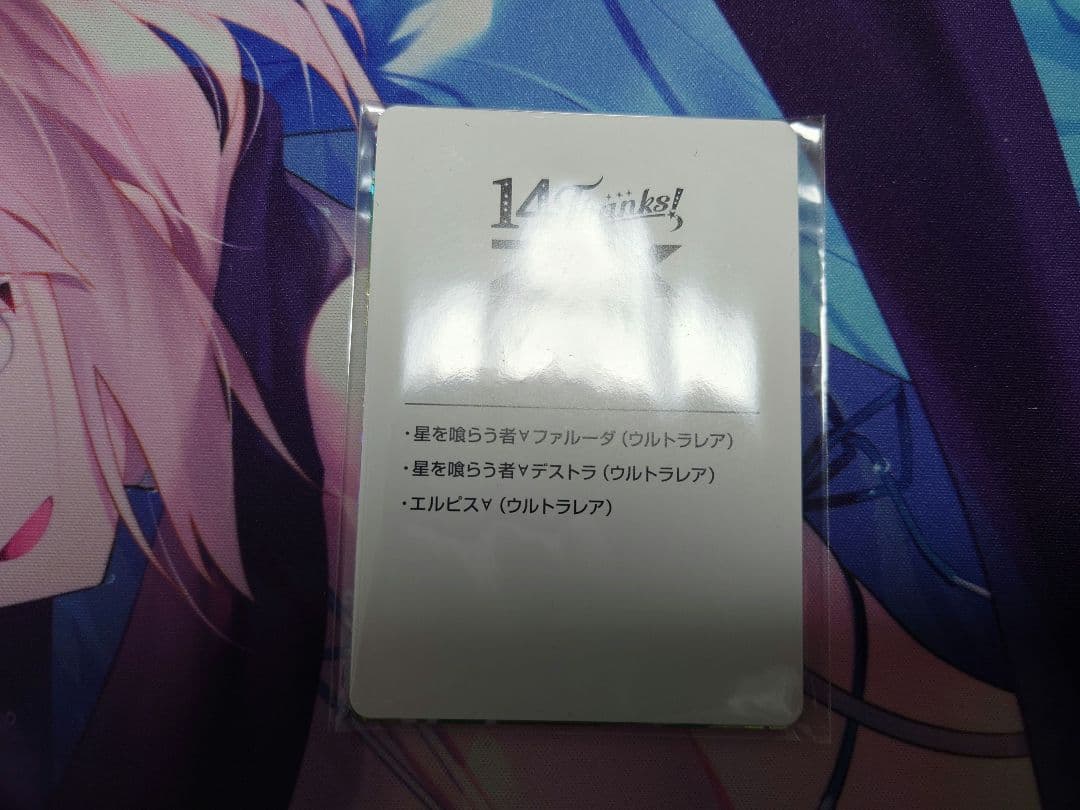 14 Thanks!
・星を喰らう者∀ファルーダ（ウルトラレア）
・星を喰らう者∀デストラ（ウルトラレア）
・エルピス∀（ウルトラレア）